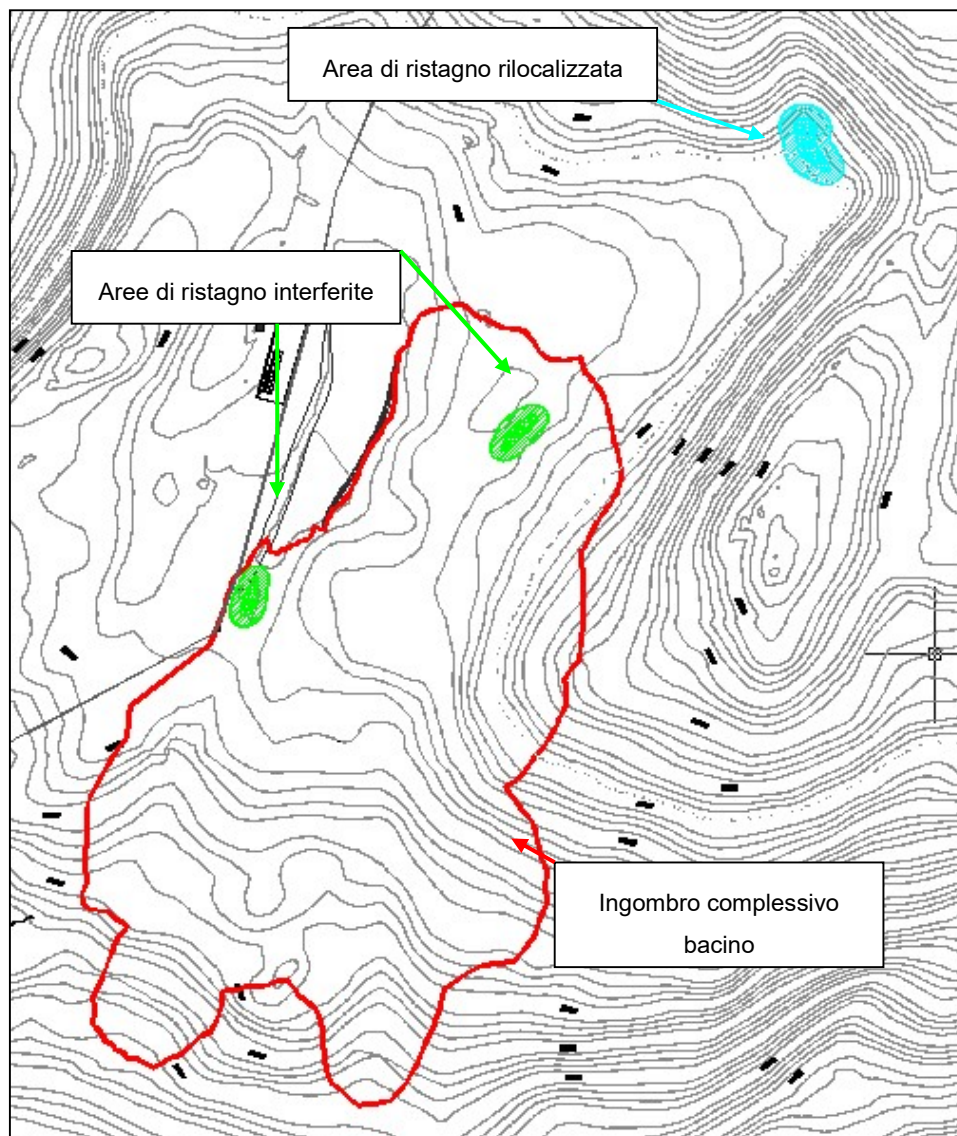 Area di ristagno rilocalizzata
Aree di ristagno interferite
Ingombro complessivo
bacino